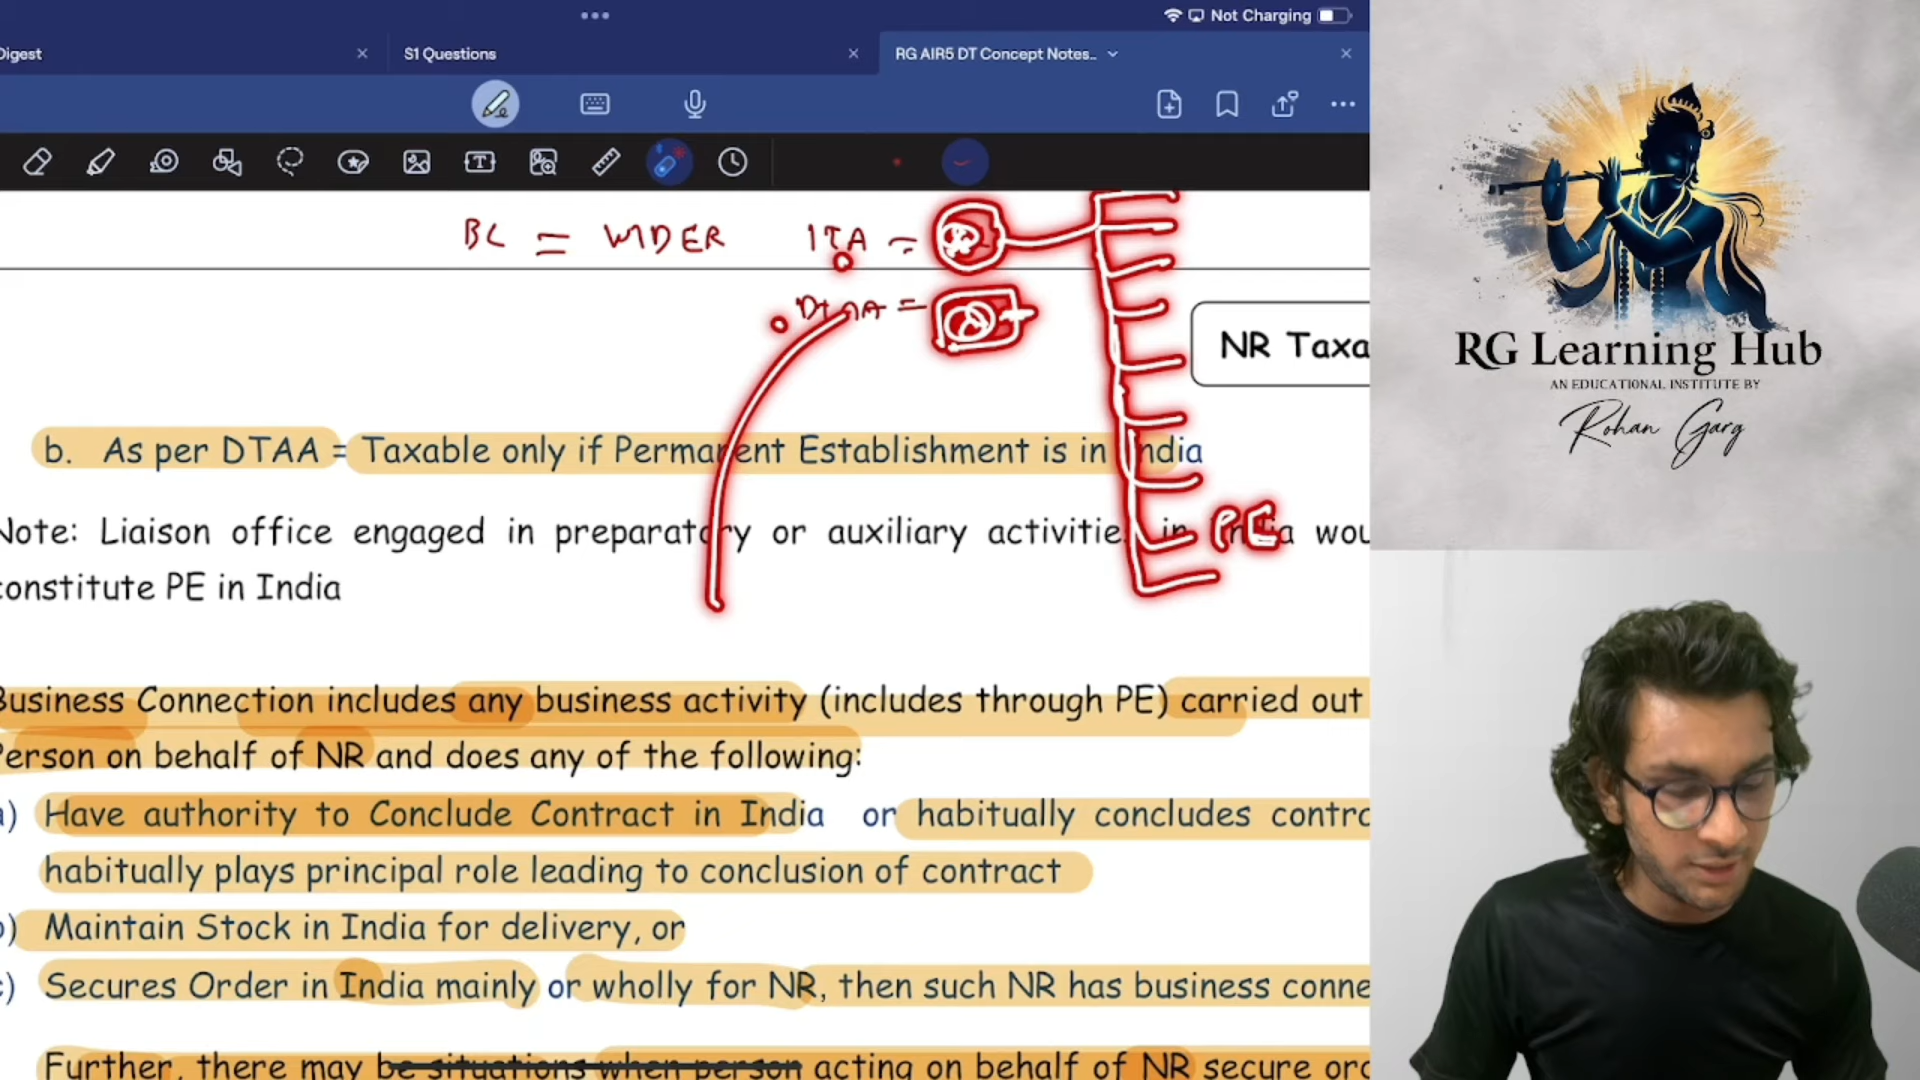 Not Charging
Digest
S1 Questions
RG AIR5 DT Concept Notes..
BC = WIDER ITA =
DTAA =
NR Taxa
b. As per DTAA = Taxable only if Permanent Establishment is in India
Note: Liaison office engaged in preparatory or auxiliary activities in India wou
PE
constitute PE in India
Business Connection includes any business activity (includes through PE) carried out
Person on behalf of NR and does any of the following:
a) Have authority to Conclude Contract in India or habitually concludes contra
habitually plays principal role leading to conclusion of contract
b) Maintain Stock in India for delivery, or
c) Secures Order in India mainly or wholly for NR, then such NR has business conne
Further, there may be situations when person acting on behalf of NR secure ord
RG Learning Hub
AN EDUCATIONAL INSTITUTE BY
Rohan Garg